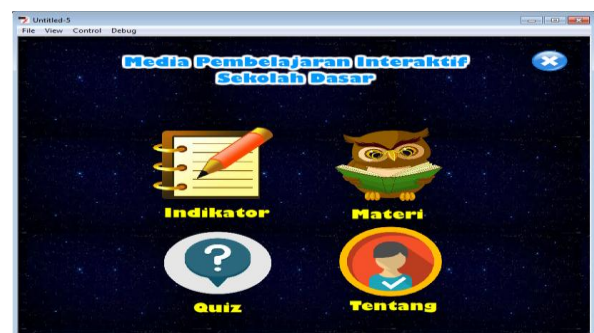 Untitled-5
File View Control Debug
Media Pembelajaran Interaktif
Sekolah Dasar
Indikator
Materi
?
Quiz
Tentang